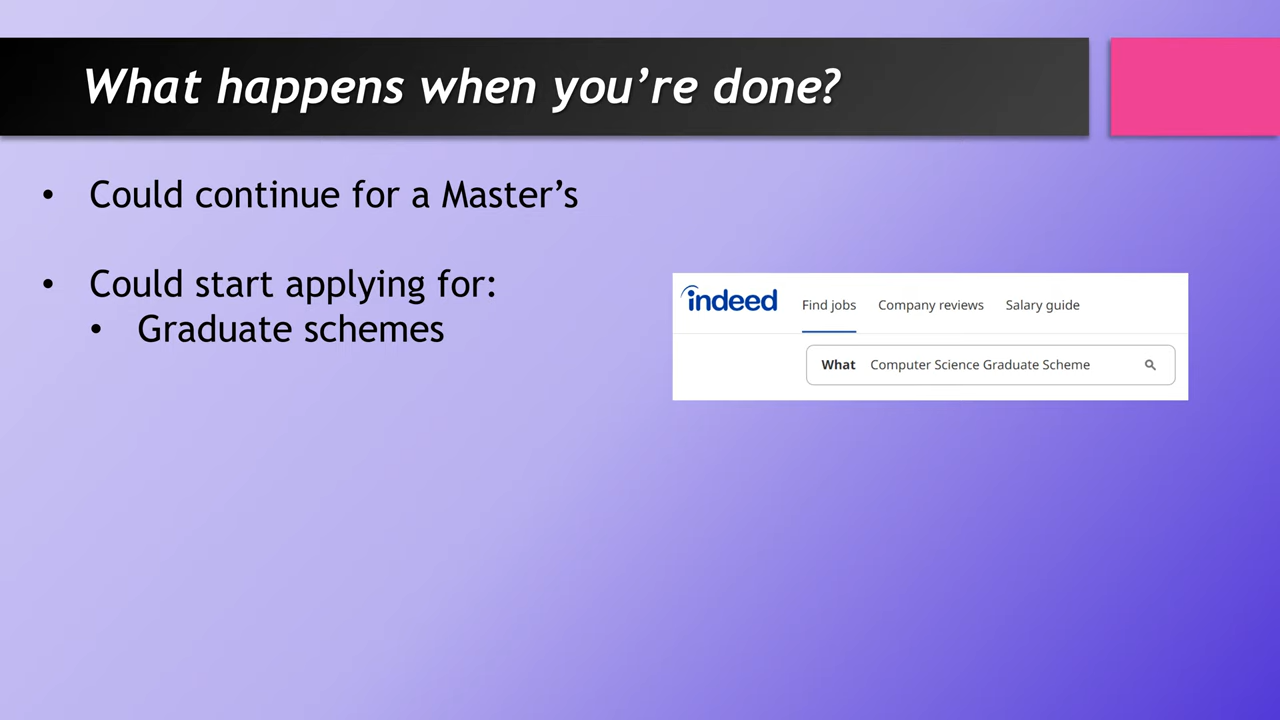 What happens when you’re done?
• Could continue for a Master’s
• Could start applying for:
• Graduate schemes
indeed Find jobs Company reviews Salary guide
What Computer Science Graduate Scheme